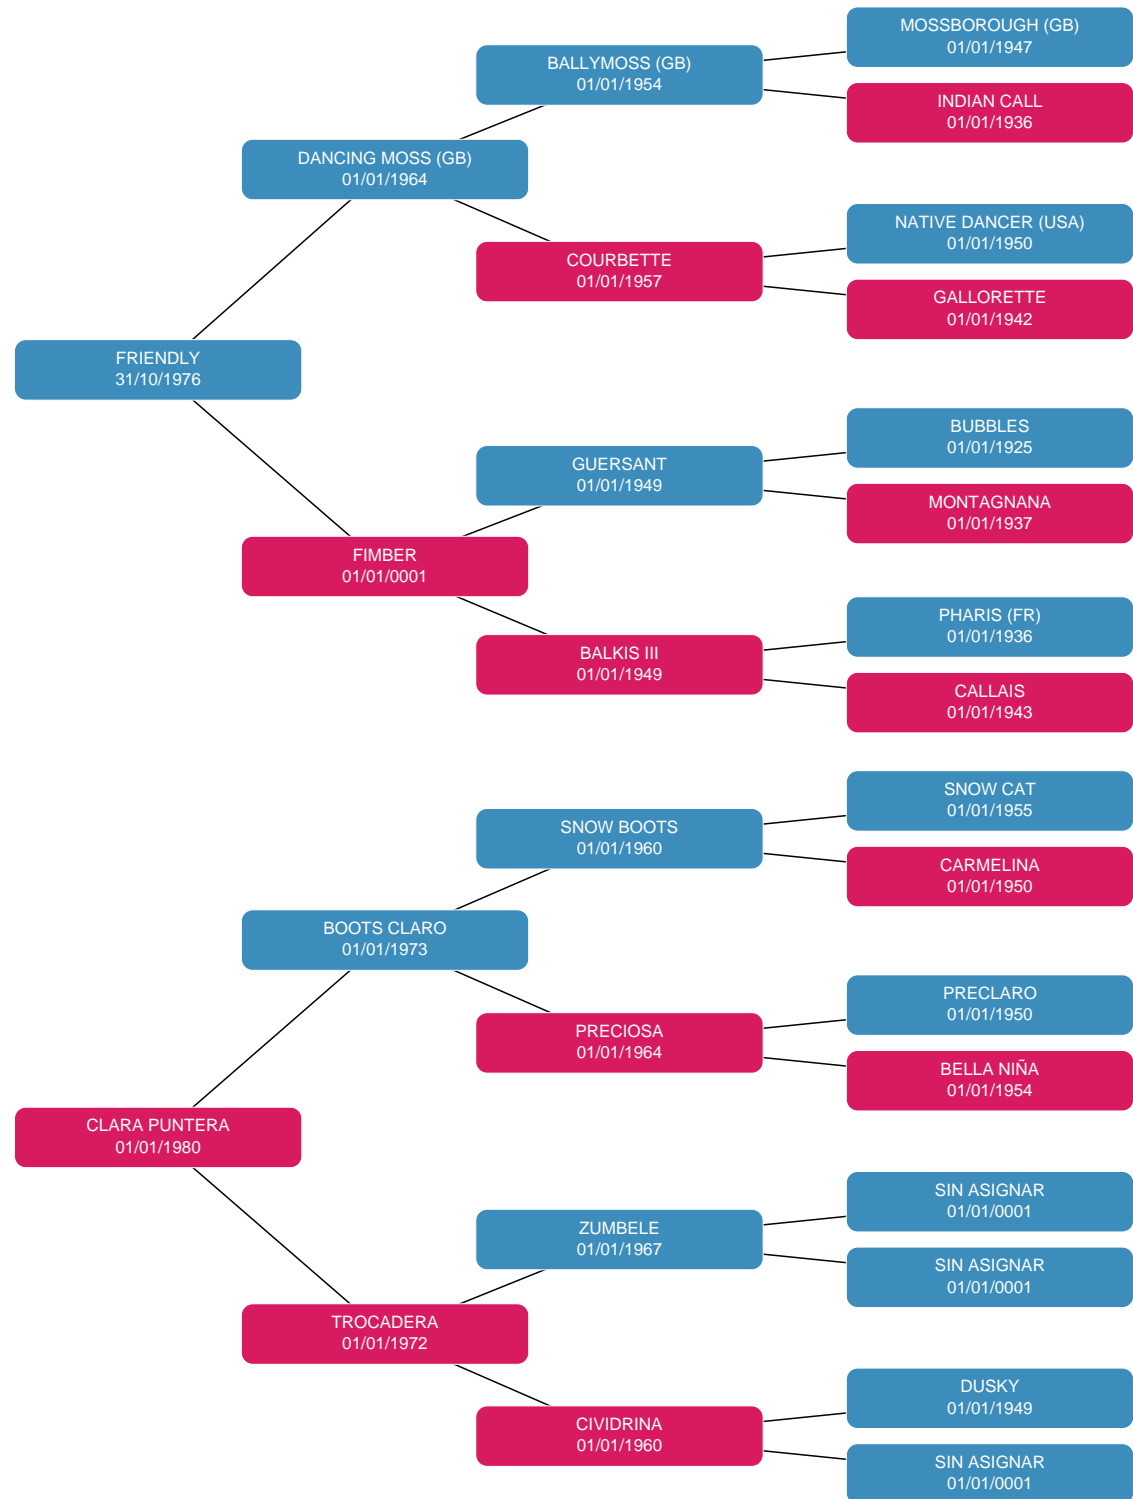 MOSSBOROUGH (GB)
01/01/1947
BALLYMOSS (GB)
01/01/1954
INDIAN CALL
01/01/1936
DANCING MOSS (GB)
01/01/1964
NATIVE DANCER (USA)
01/01/1950
COURBETTE
01/01/1957
GALLORETTE
01/01/1942
FRIENDLY
31/10/1976
BUBBLES
01/01/1925
GUERSANT
01/01/1949
MONTAGNANA
01/01/1937
FIMBER
01/01/0001
PHARIS (FR)
01/01/1936
BALKIS III
01/01/1949
CALLAIS
01/01/1943
SNOW CAT
01/01/1955
SNOW BOOTS
01/01/1960
CARMELINA
01/01/1950
BOOTS CLARO
01/01/1973
PRECLARO
01/01/1950
PRECIOSA
01/01/1964
BELLA NIÑA
01/01/1954
CLARA PUNTERA
01/01/1980
SIN ASIGNAR
01/01/0001
ZUMBELE
01/01/1967
SIN ASIGNAR
01/01/0001
TROCADERA
01/01/1972
DUSKY
01/01/1949
CIVIDRINA
01/01/1960
SIN ASIGNAR
01/01/0001